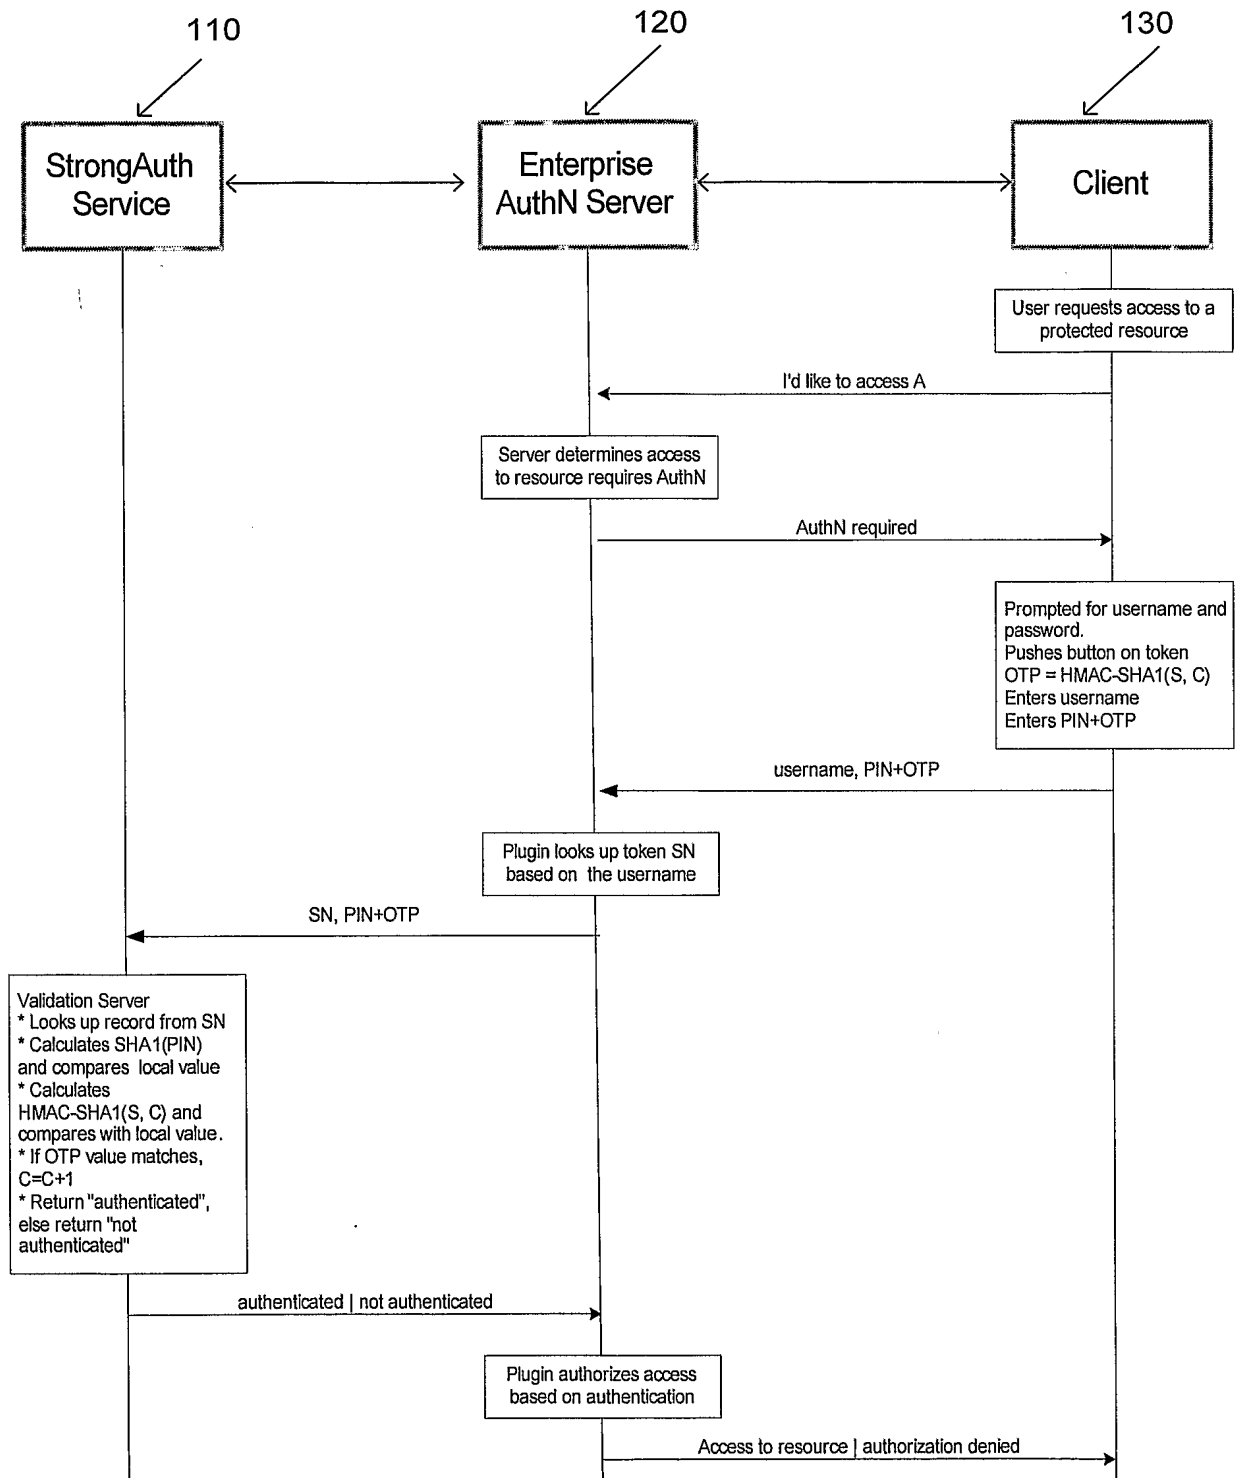 110
120
130
StrongAuth
Service
Enterprise
AuthN Server
Client
User requests access to a
protected resource
I'd like to access A
Server determines access
to resource requires AuthN
AuthN required
Prompted for username and
password.
Pushes button on token
OTP = HMAC-SHA1(S, C)
Enters username
Enters PIN+OTP
username, PIN+OTP
Plugin looks up token SN
based on the username
SN, PIN+OTP
Validation Server
* Looks up record from SN
* Calculates SHA1(PIN)
and compares local value
* Calculates
HMAC-SHA1(S, C) and
compares with local value.
* If OTP value matches,
C=C+1
* Return "authenticated",
else return "not
authenticated"
authenticated | not authenticated
Plugin authorizes access
based on authentication
Access to resource | authorization denied